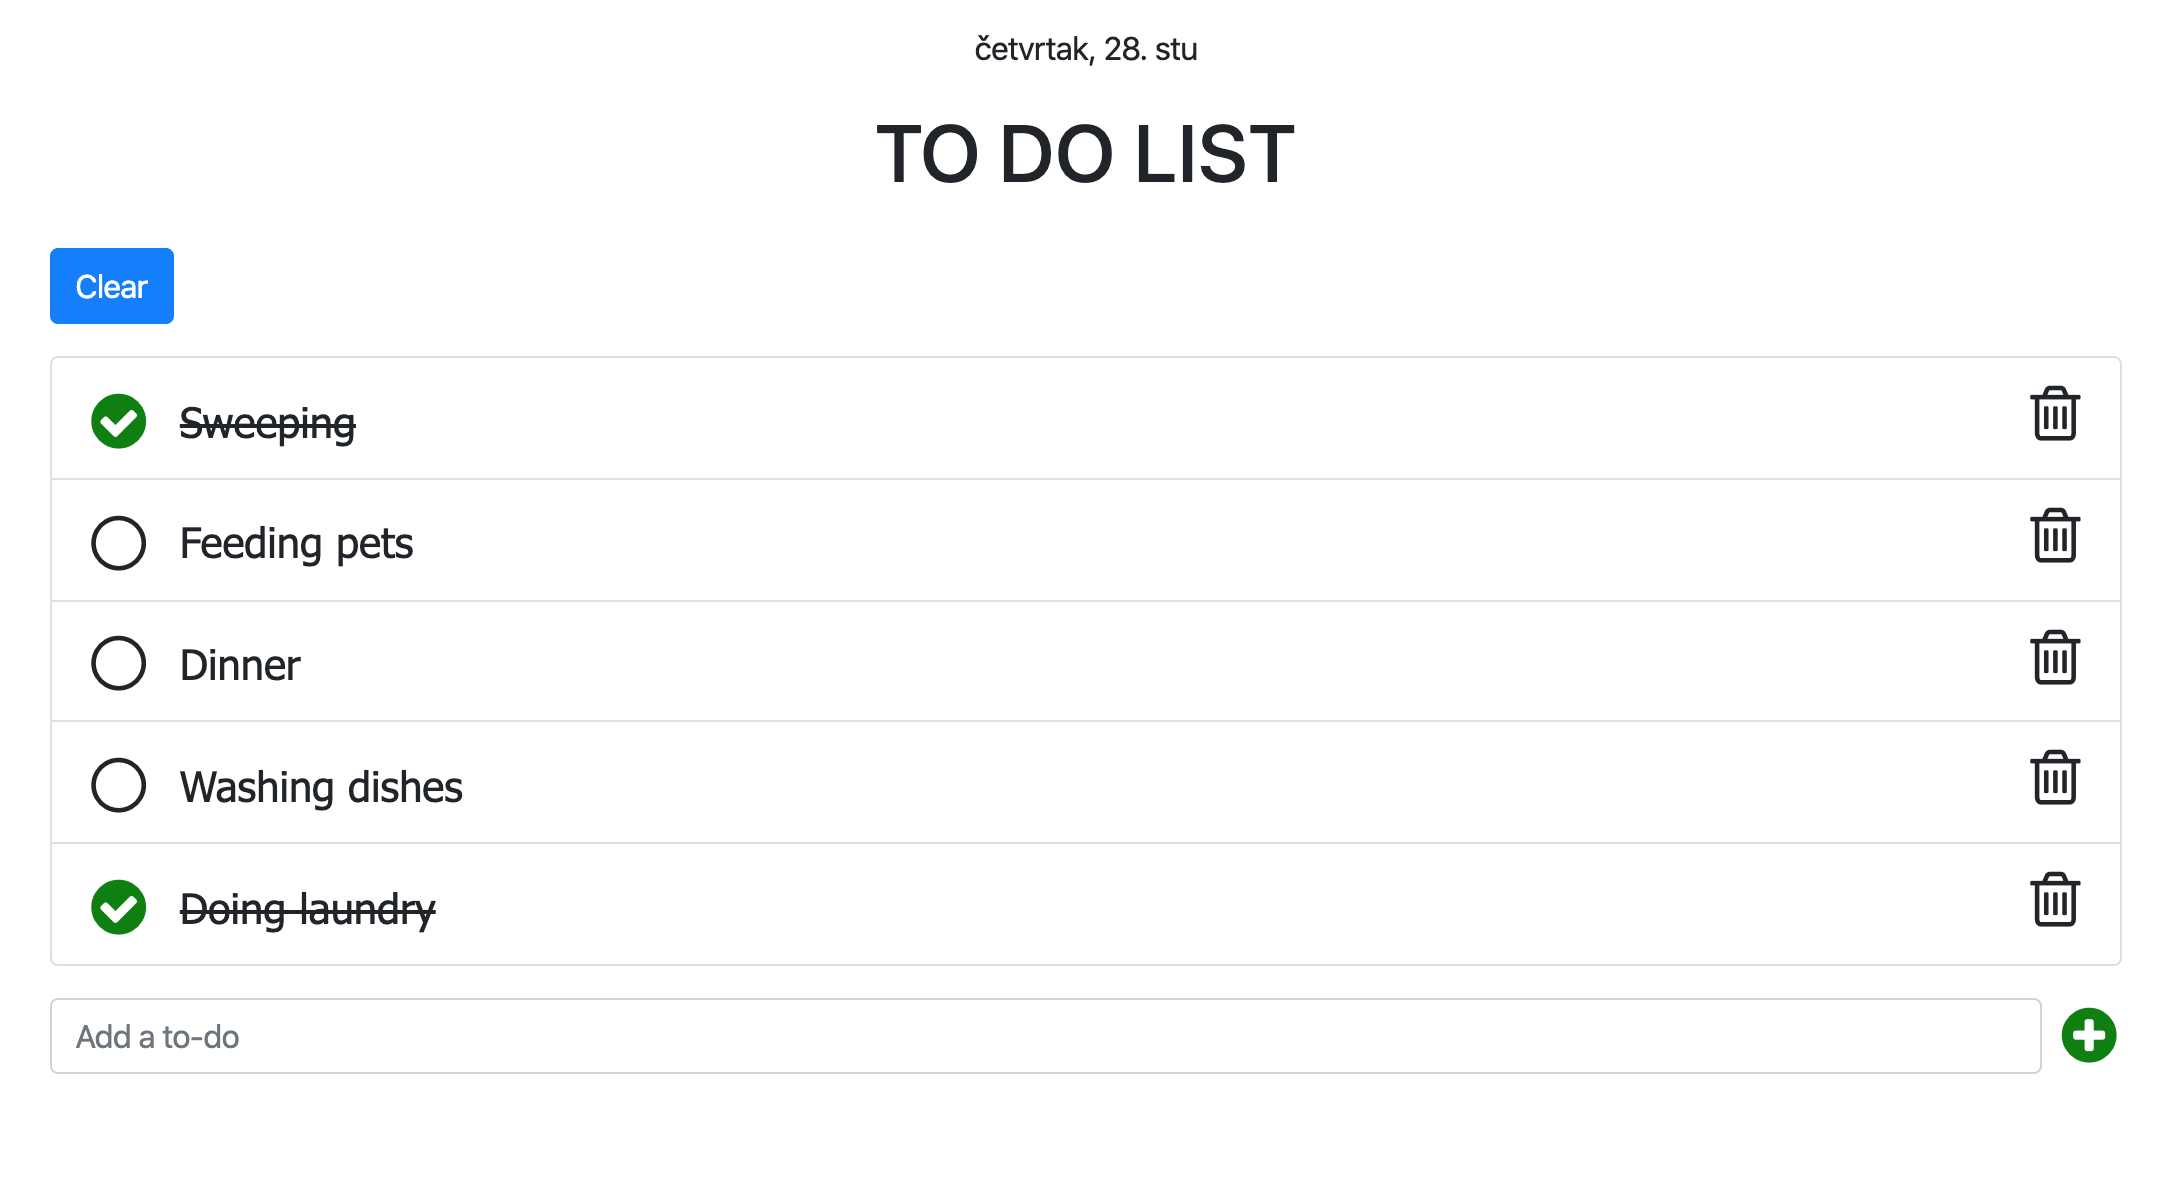 četvrtak, 28. stu
TO DO LIST
Clear
Sweeping
Feeding pets
Dinner
Washing dishes
Doing laundry
Add a to-do